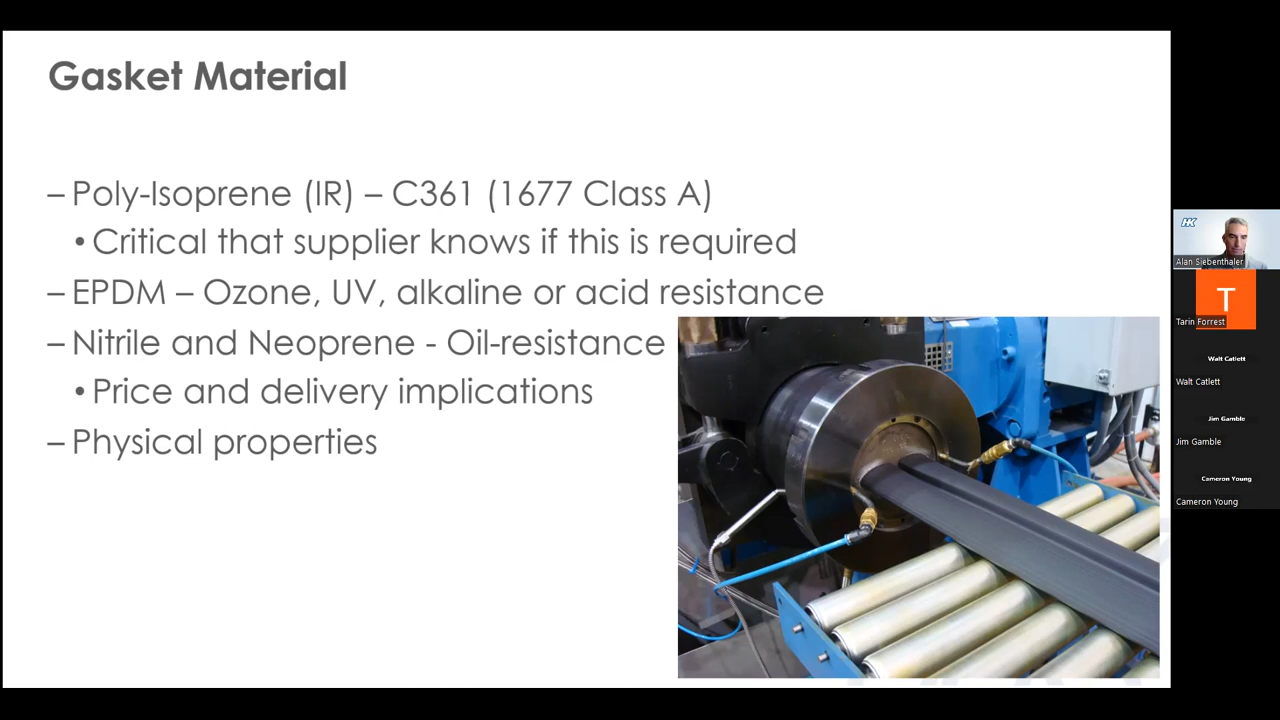 Gasket Material
– Poly-Isoprene (IR) – C361 (1677 Class A)
• Critical that supplier knows if this is required
– EPDM – Ozone, UV, alkaline or acid resistance
– Nitrile and Neoprene - Oil-resistance
• Price and delivery implications
– Physical properties
HK
Alan Siebenthaler
T
Tarin Forrest
Walt Catlett
Walt Catlett
Jim Gamble
Jim Gamble
Cameron Young
Cameron Young